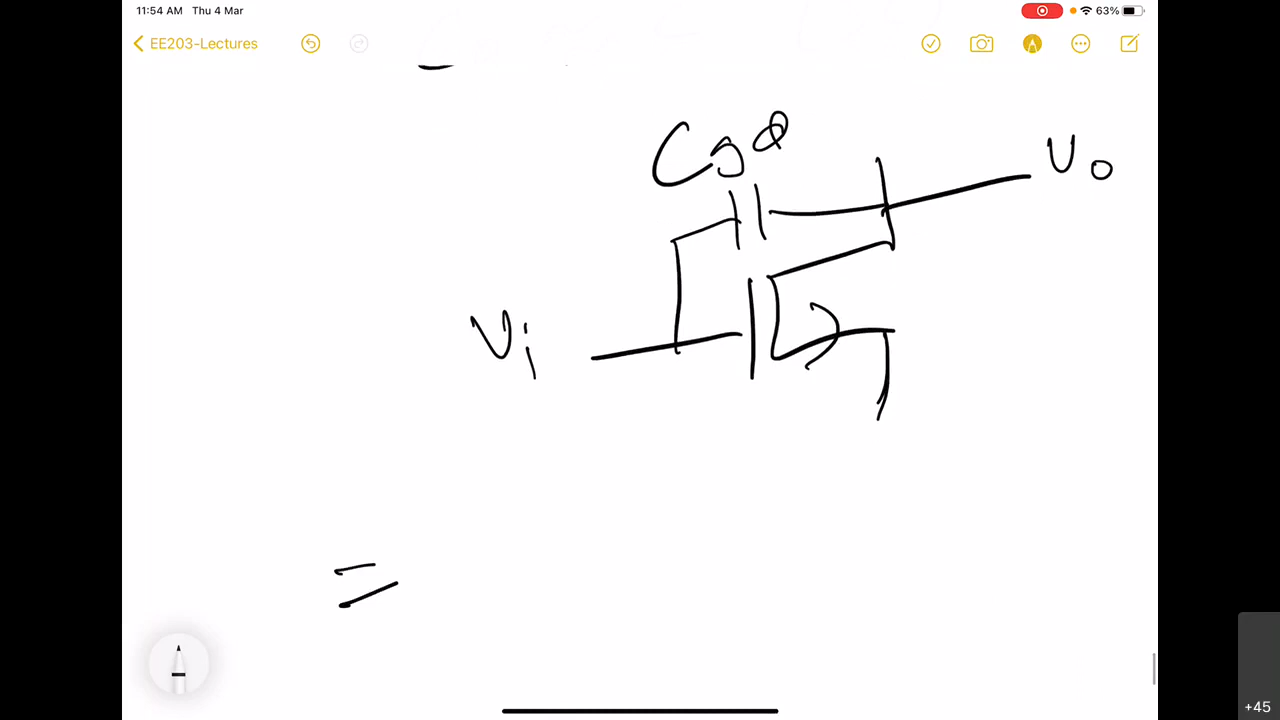 11:54 AM Thu 4 Mar 63%
EE203-Lectures
Cgd
Vo
Vi
=
+45